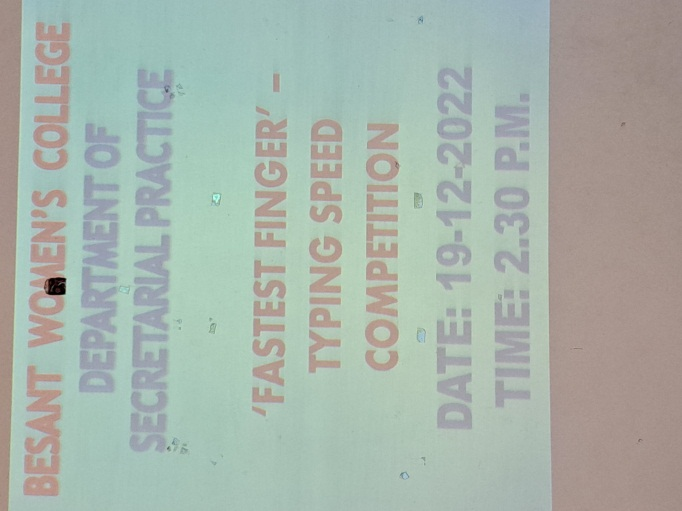 BESANT WOMEN'S COLLEGE
DEPARTMENT OF
SECRETARIAL PRACTICE
'FASTEST FINGER' –
TYPING SPEED
COMPETITION
DATE: 19-12-2022
TIME: 2.30 P.M.